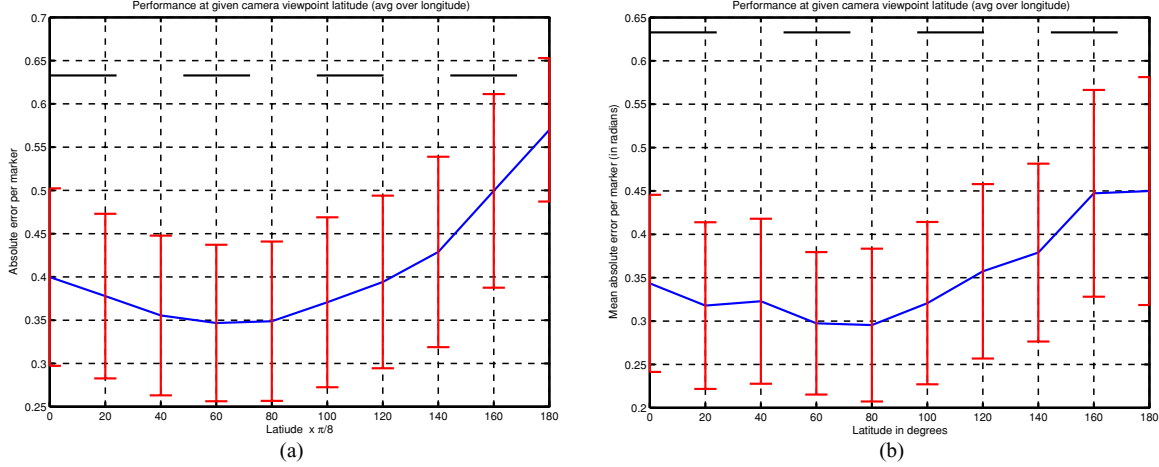 Performance at given camera viewpoint latitude (avg over longitude)
0.7
0.65
0.6
0.55
0.5
0.45
0.4
0.35
0.3
0.25
Absolute error per marker
0 20 40 60 80 100 120 140 160 180
Latiude x π/8
(a)
Performance at given camera viewpoint latitude (avg over longitude)
0.65
0.6
0.55
0.5
0.45
0.4
0.35
0.3
0.25
0.2
Mean absolute error per marker (in radians)
0 20 40 60 80 100 120 140 160 180
Latitude in degrees
(b)